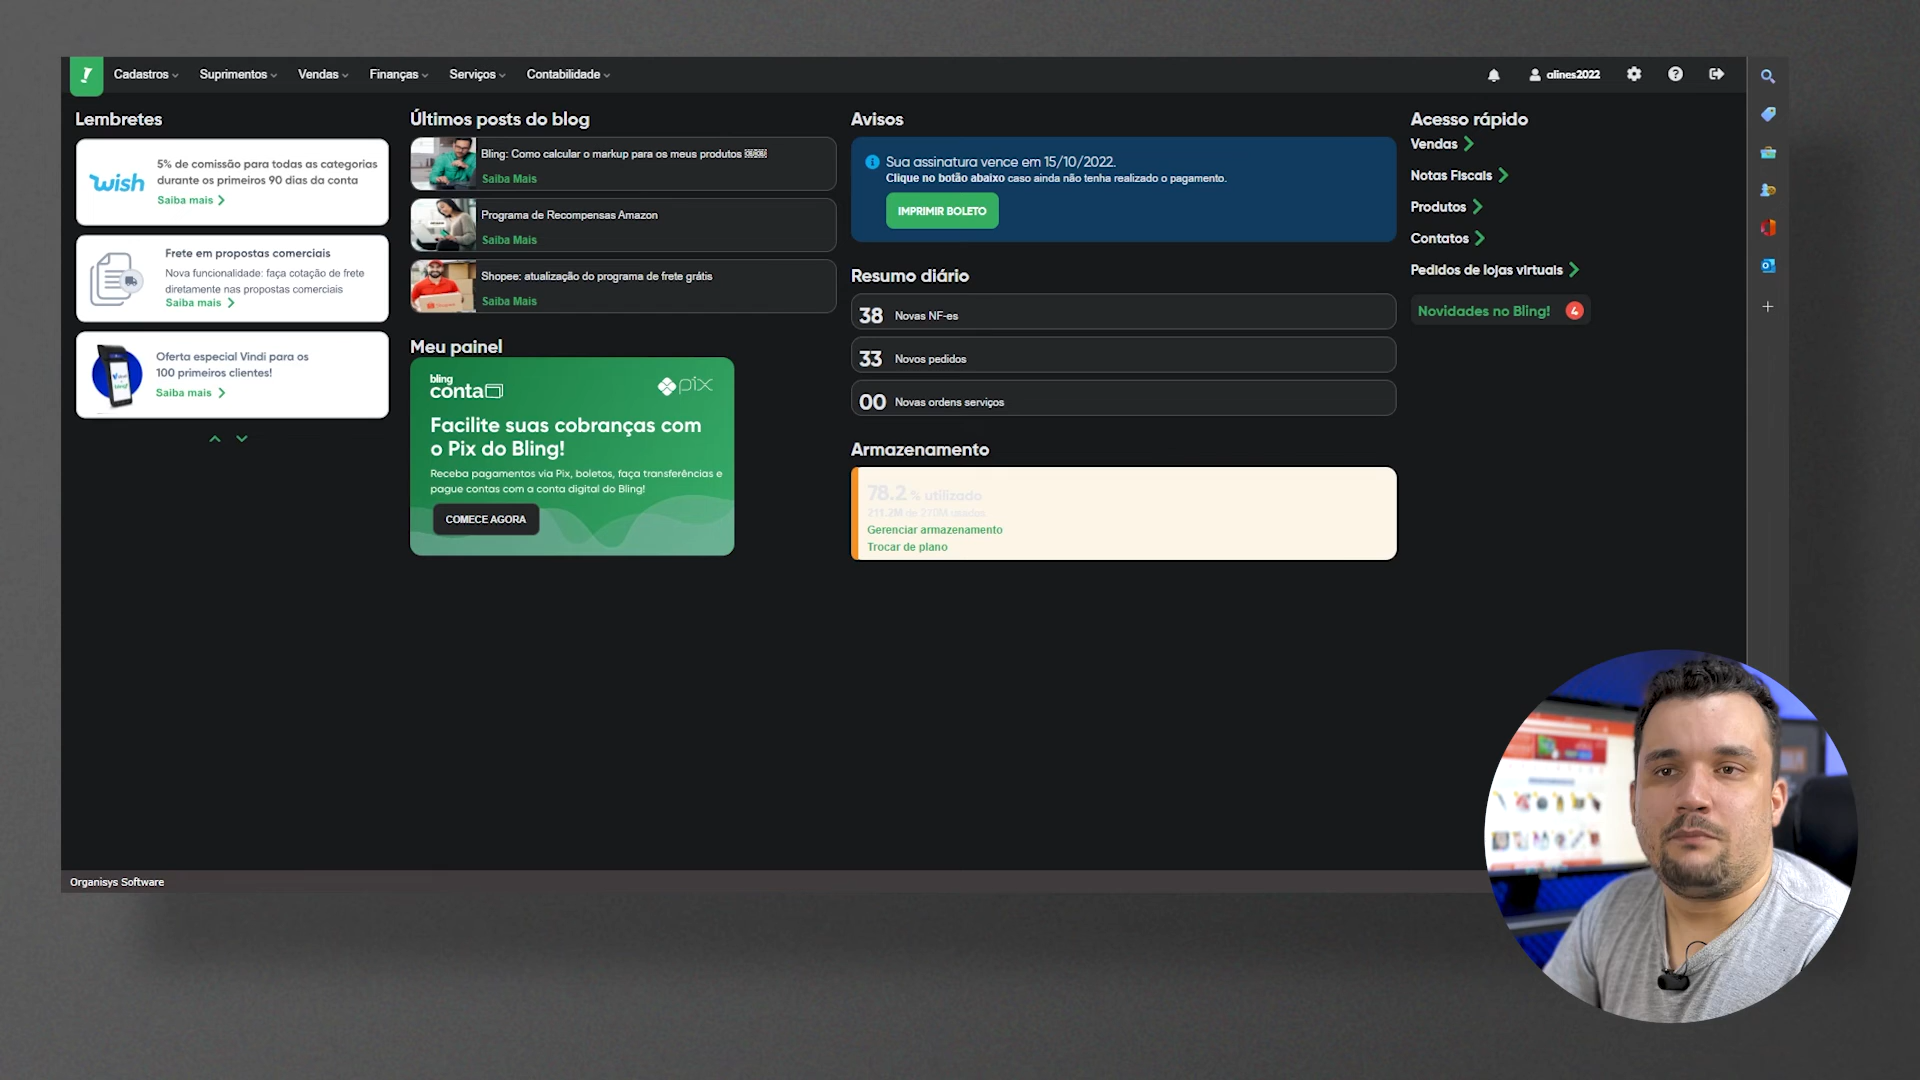 Cadastros
Suprimentos
Vendas
Finanças
Serviços
Contabilidade
alines2022
Lembretes
wish
5% de comissão para todas as categorias
durante os primeiros 90 dias da conta
Saiba mais
Frete em propostas comerciais
Nova funcionalidade: faça cotação de frete
diretamente nas propostas comerciais
Saiba mais
Oferta especial Vindi para os
100 primeiros clientes!
Saiba mais
Últimos posts do blog
Bling: Como calcular o markup para os meus produtos
Saiba Mais
Programa de Recompensas Amazon
Saiba Mais
Shopee: atualização do programa de frete grátis
Saiba Mais
Meu painel
bling
conta
pix
Facilite suas cobranças com
o Pix do Bling!
Receba pagamentos via Pix, boletos, faça transferências e
pague contas com a conta digital do Bling!
COMECE AGORA
Avisos
Sua assinatura vence em 15/10/2022.
Clique no botão abaixo caso ainda não tenha realizado o pagamento.
IMPRIMIR BOLETO
Resumo diário
38 Novas NF-es
33 Novos pedidos
00 Novas ordens serviços
Armazenamento
78.2 % utilizado
211.2M de 270M usados
Gerenciar armazenamento
Trocar de plano
Acesso rápido
Vendas
Notas Fiscais
Produtos
Contatos
Pedidos de lojas virtuais
Novidades no Bling! 4
Organisys Software